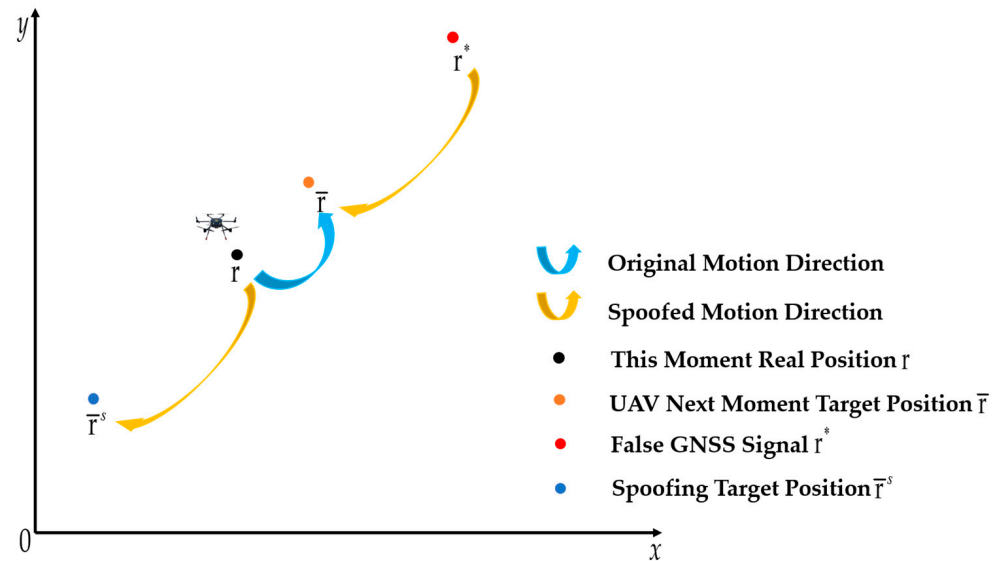 y
r*
r̅
r
r̅ˢ
0
x
Original Motion Direction
Spoofed Motion Direction
This Moment Real Position r
UAV Next Moment Target Position r̅
False GNSS Signal r*
Spoofing Target Position r̅ˢ